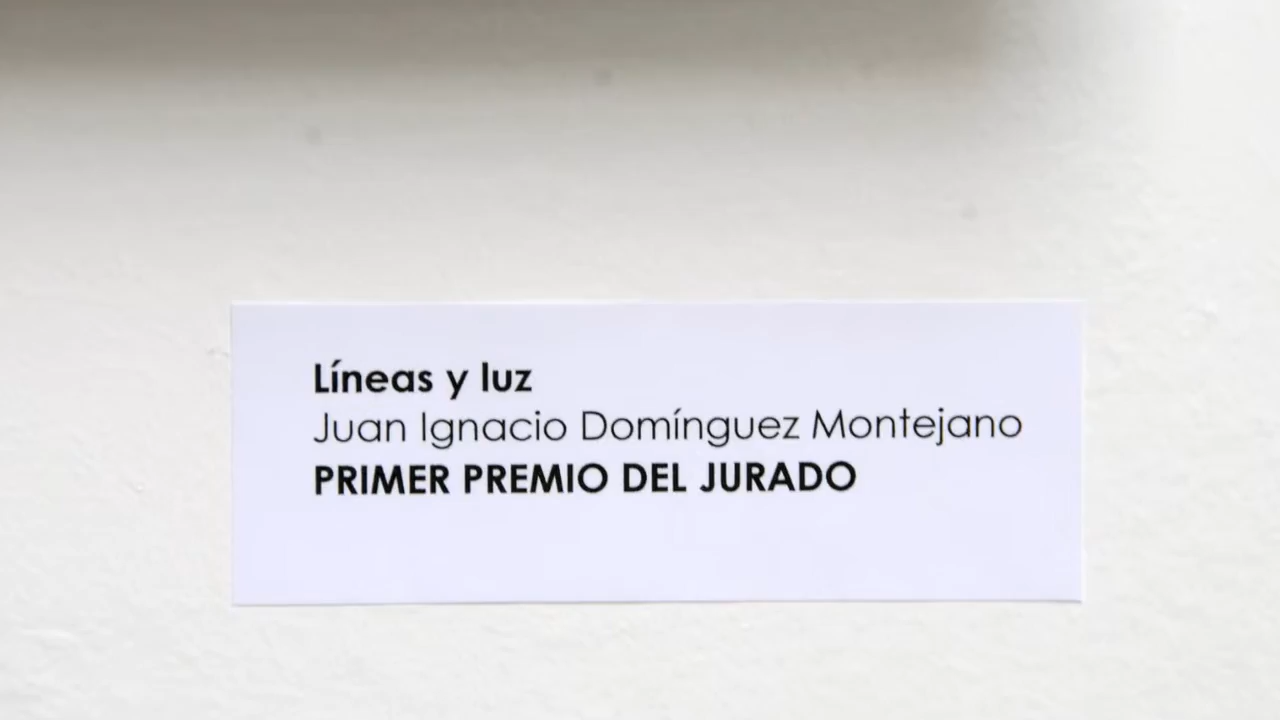 Líneas y luz
Juan Ignacio Domínguez Montejano
PRIMER PREMIO DEL JURADO